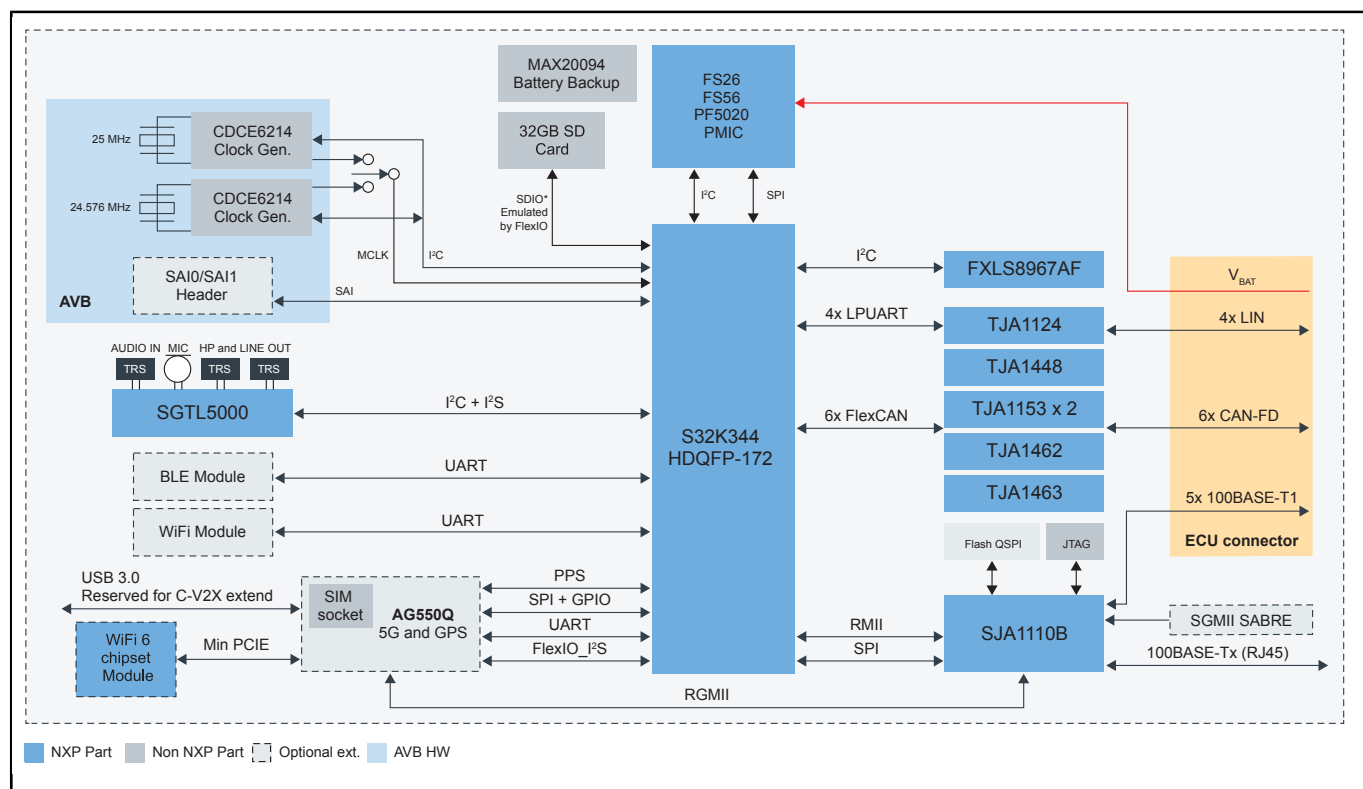 MAX20094
Battery Backup
FS26
FS56
PF5020
PMIC
25 MHz
CDCE6214
Clock Gen.
32GB SD
Card
24.576 MHz
CDCE6214
Clock Gen.
SDIO*
Emulated
by FlexIO
I²C
SPI
MCLK
I²C
SAI0/SAI1
Header
AVB
SAI
I²C
FXLS8967AF
V_BAT
4x LPUART
TJA1124
4x LIN
AUDIO IN
MIC
HP and LINE OUT
TRS
TRS
TRS
TJA1448
SGTL5000
I²C + I²S
S32K344
HDQFP-172
6x FlexCAN
TJA1153 x 2
6x CAN-FD
TJA1462
BLE Module
UART
TJA1463
5x 100BASE-T1
WiFi Module
UART
Flash QSPI
JTAG
ECU connector
USB 3.0
Reserved for C-V2X extend
SIM
socket
AG550Q
5G and GPS
PPS
SPI + GPIO
UART
FlexIO_I²S
RMII
SPI
SJA1110B
SGMII SABRE
100BASE-Tx (RJ45)
WiFi 6
chipset
Module
Min PCIE
RGMII
NXP Part
Non NXP Part
Optional ext.
AVB HW